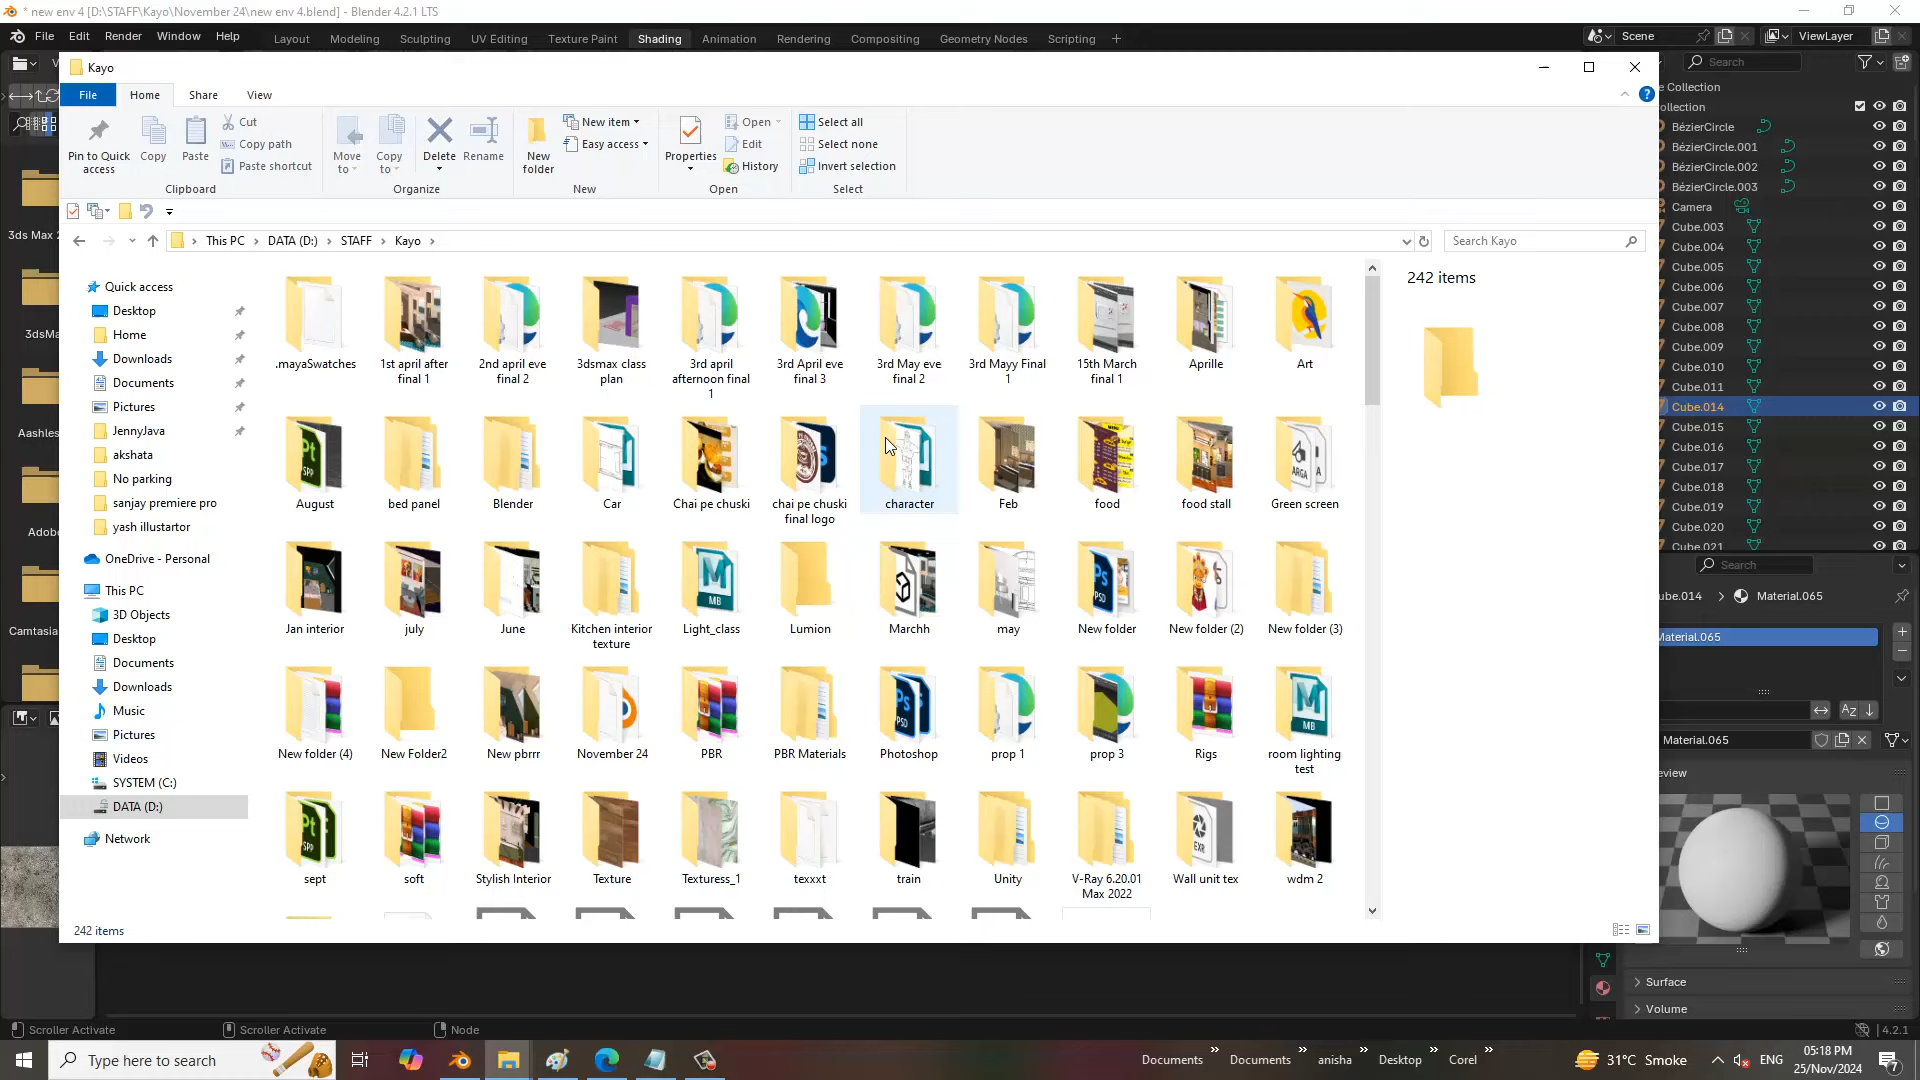 * new env 4 [D:\STAFF\Kayo\November 24\new env 4.blend] - Blender 4.2.1 LTS
File Edit Render Window Help Layout Modeling Sculpting UV Editing Texture Paint Shading Animation Rendering Compositing Geometry Nodes Scripting + Scene ViewLayer
Kayo
File Home Share View
Search
Pin to Quick access
Copy
Paste
Cut
Copy path
Paste shortcut
Clipboard
Move to
Copy to
Delete
Rename
Organize
New folder
New item
Easy access
New
Properties
Open
Edit
History
Open
Select all
Select none
Invert selection
Select
This PC > DATA (D:) > STAFF > Kayo >
Search Kayo
Quick access
Desktop
Home
Downloads
Documents
Pictures
JennyJava
akshata
No parking
sanjay premiere pro
yash illustartor
OneDrive - Personal
This PC
3D Objects
Desktop
Documents
Downloads
Music
Pictures
Videos
SYSTEM (C:)
DATA (D:)
Network
.mayaSwatches
1st april after final 1
2nd april eve final 2
3dsmax class plan
3rd april afternoon final 1
3rd April eve final 3
3rd May eve final 2
3rd Mayy Final 1
15th March final 1
Aprille
Art
August
bed panel
Blender
Car
Chai pe chuski
chai pe chuski final logo
character
Feb
food
food stall
Green screen
Jan interior
july
June
Kitchen interior texture
Light_class
Lumion
Marchh
may
New folder
New folder (2)
New folder (3)
New folder (4)
New Folder2
New pbrrr
November 24
PBR
PBR Materials
Photoshop
prop 1
prop 3
Rigs
room lighting test
sept
soft
Stylish Interior
Texture
Texturess_1
texxxt
train
Unity
V-Ray 6.20.01 Max 2022
Wall unit tex
wdm 2
242 items
242 items
3ds Max 2
3dsMa
Aashles
Adob
Camtasia
e Collection
ollection
BézierCircle
BézierCircle.001
BézierCircle.002
BézierCircle.003
Camera
Cube.003
Cube.004
Cube.005
Cube.006
Cube.007
Cube.008
Cube.009
Cube.010
Cube.011
Cube.014
Cube.015
Cube.016
Cube.017
Cube.018
Cube.019
Cube.020
Cube.021
Search
ube.014 > Material.065
Material.065
Material.065
eview
Surface
Volume
Scroller Activate
Scroller Activate
Node
4.2.1
Type here to search
Documents
Documents
anisha
Desktop
Corel
31°C Smoke
ENG
05:18 PM
25/Nov/2024
7